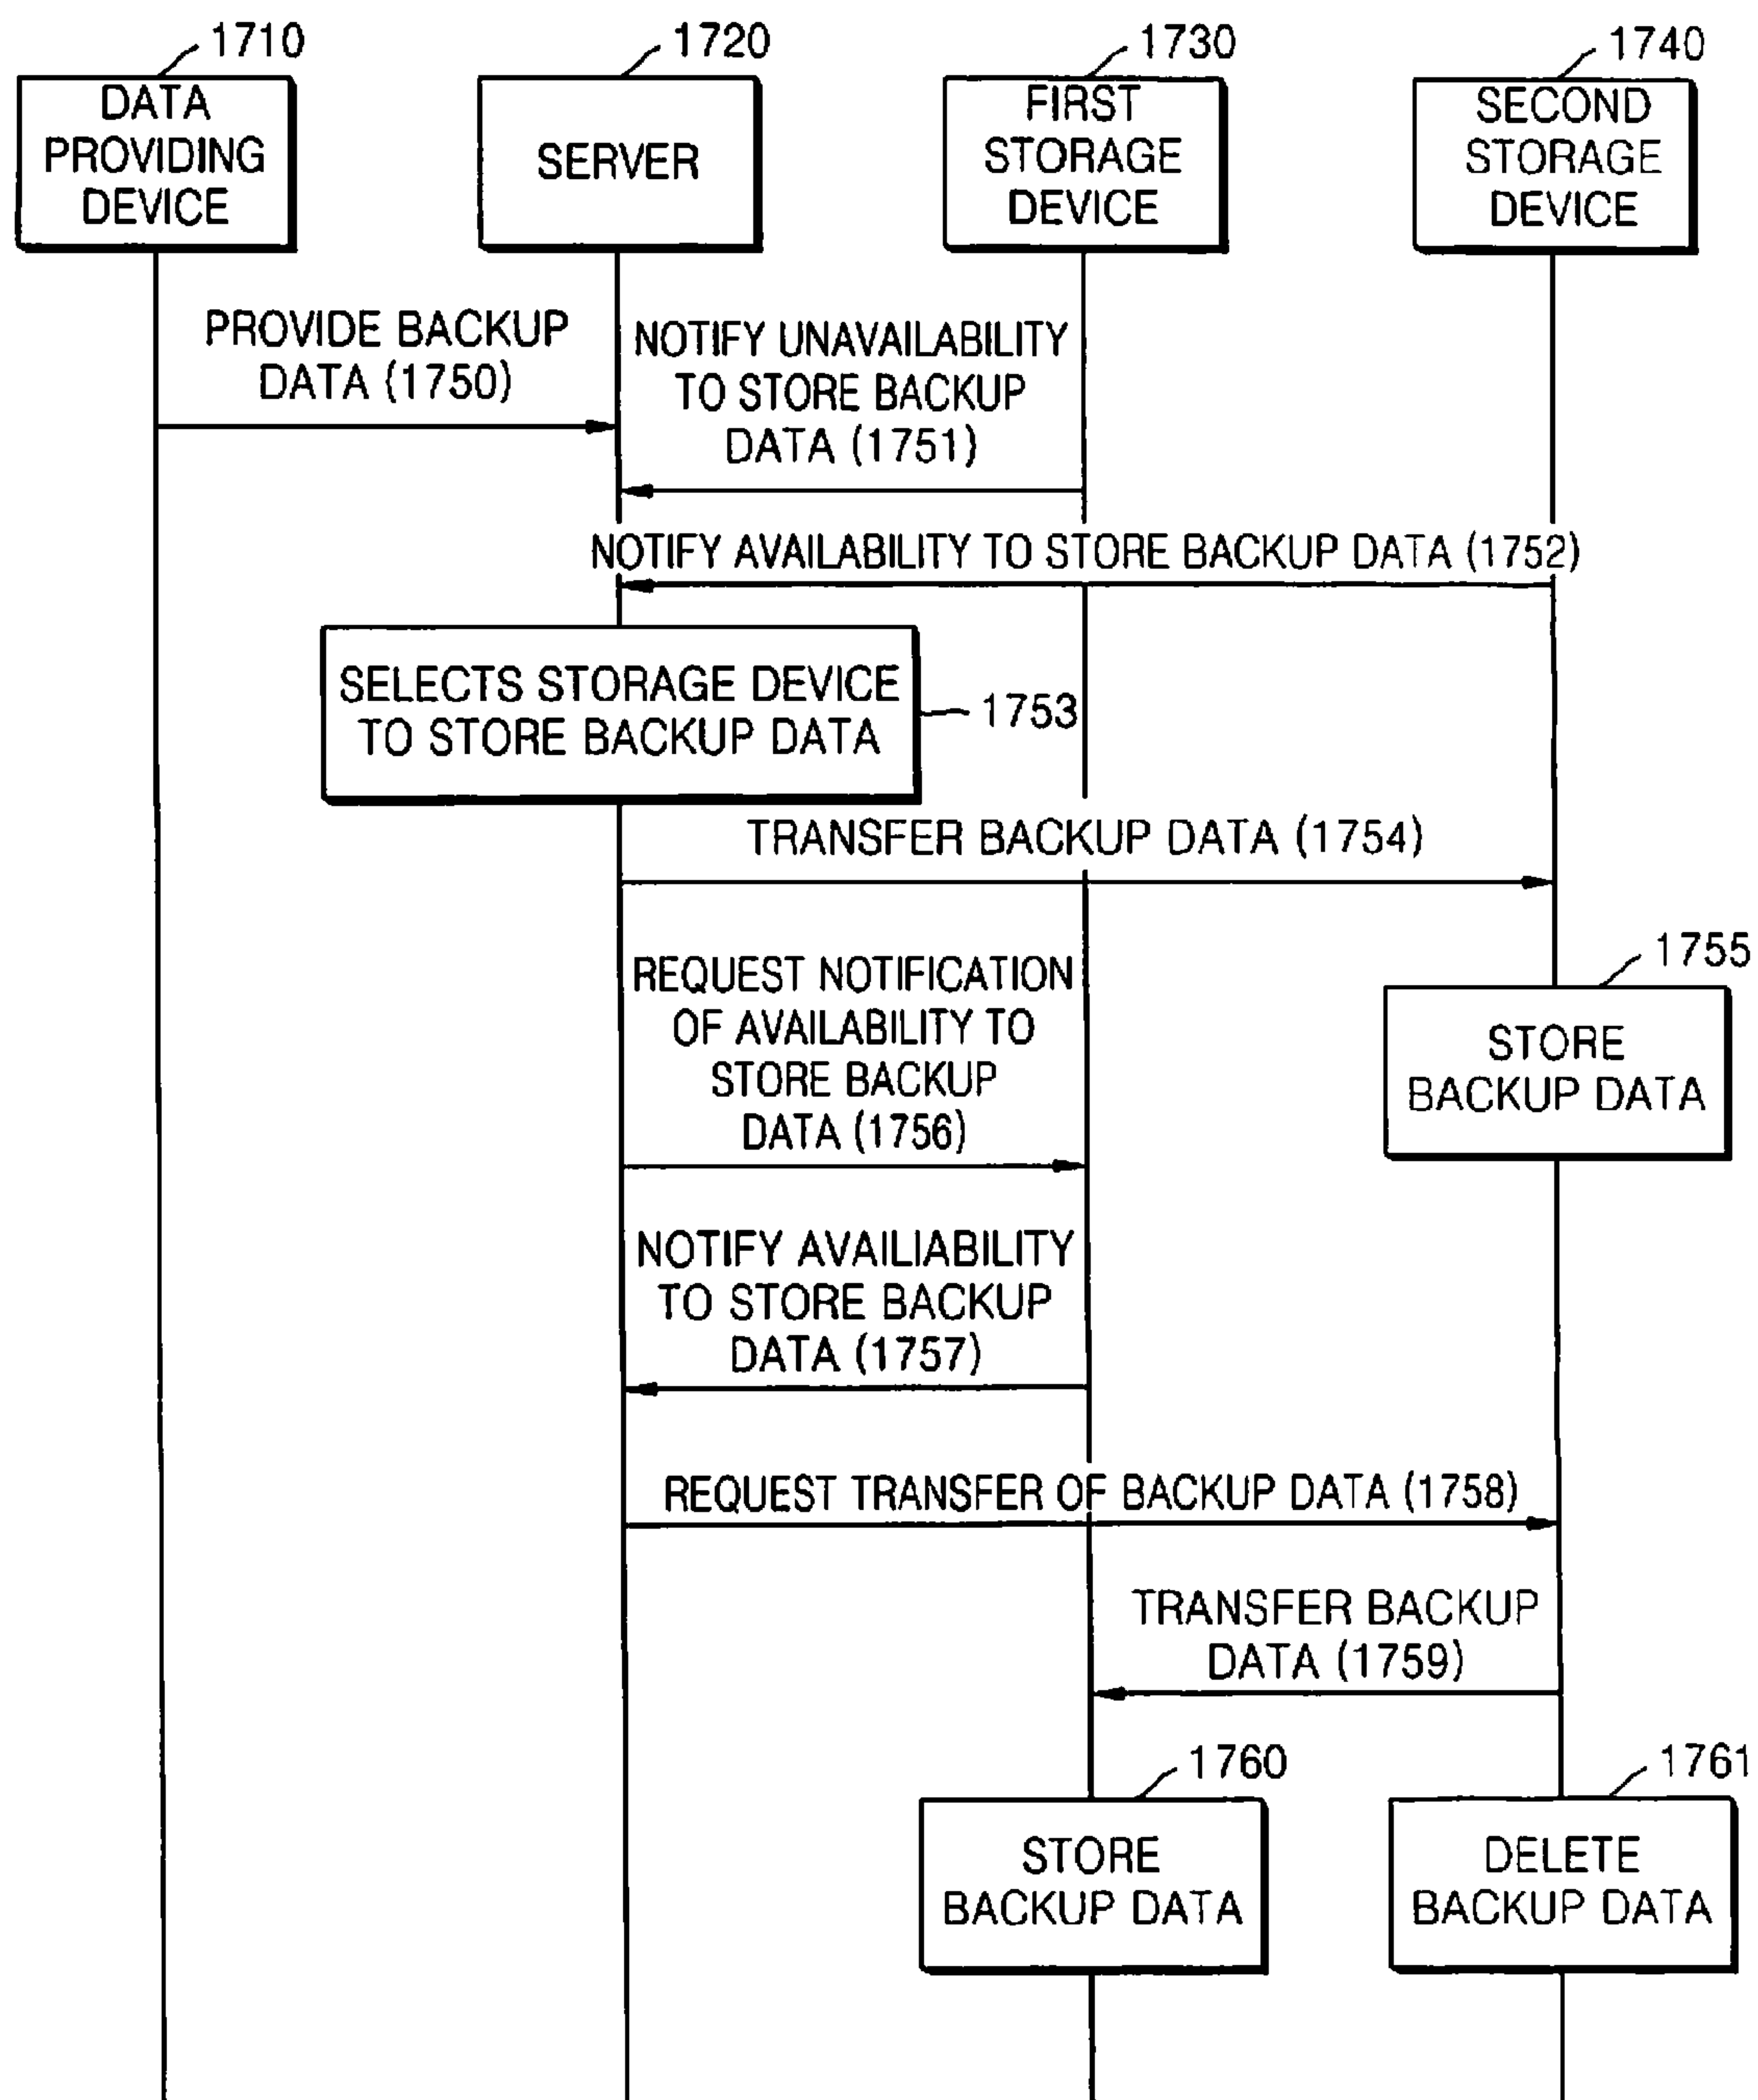 1710
1720
1730
1740
DATA
PROVIDING
DEVICE
SERVER
FIRST
STORAGE
DEVICE
SECOND
STORAGE
DEVICE
PROVIDE BACKUP
DATA (1750)
NOTIFY UNAVAILABILITY
TO STORE BACKUP
DATA (1751)
NOTIFY AVAILABILITY TO STORE BACKUP DATA (1752)
SELECTS STORAGE DEVICE
TO STORE BACKUP DATA
1753
TRANSFER BACKUP DATA (1754)
REQUEST NOTIFICATION
OF AVAILABILITY TO
STORE BACKUP
DATA (1756)
1755
STORE
BACKUP DATA
NOTIFY AVAILIABILITY
TO STORE BACKUP
DATA (1757)
REQUEST TRANSFER OF BACKUP DATA (1758)
TRANSFER BACKUP
DATA (1759)
1760
1761
STORE
BACKUP DATA
DELETE
BACKUP DATA